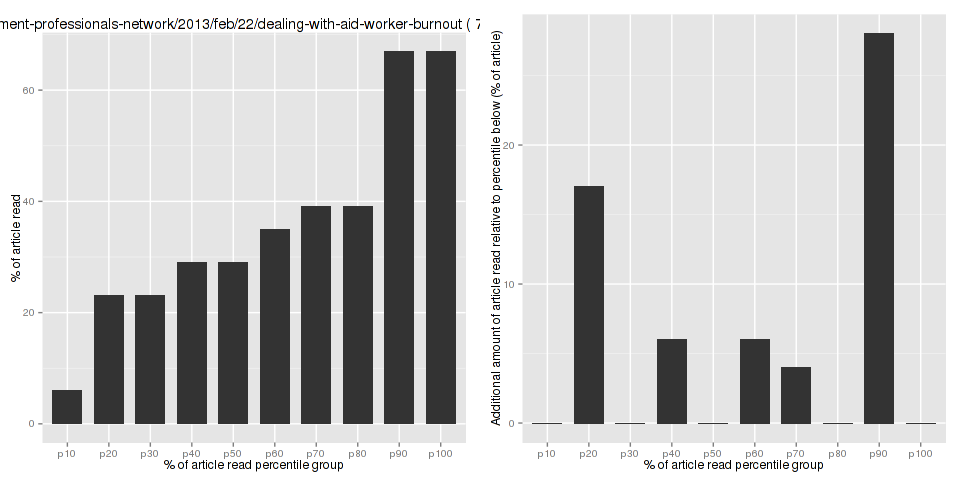 ment-professionals-network/2013/feb/22/dealing-with-aid-worker-burnout ( 7
% of article read
60
40
20
0
p10 p20 p30 p40 p50 p60 p70 p80 p90 p100
% of article read percentile group
Additional amount of article read relative to percentile below (% of article)
20
10
0
p10 p20 p30 p40 p50 p60 p70 p80 p90 p100
% of article read percentile group